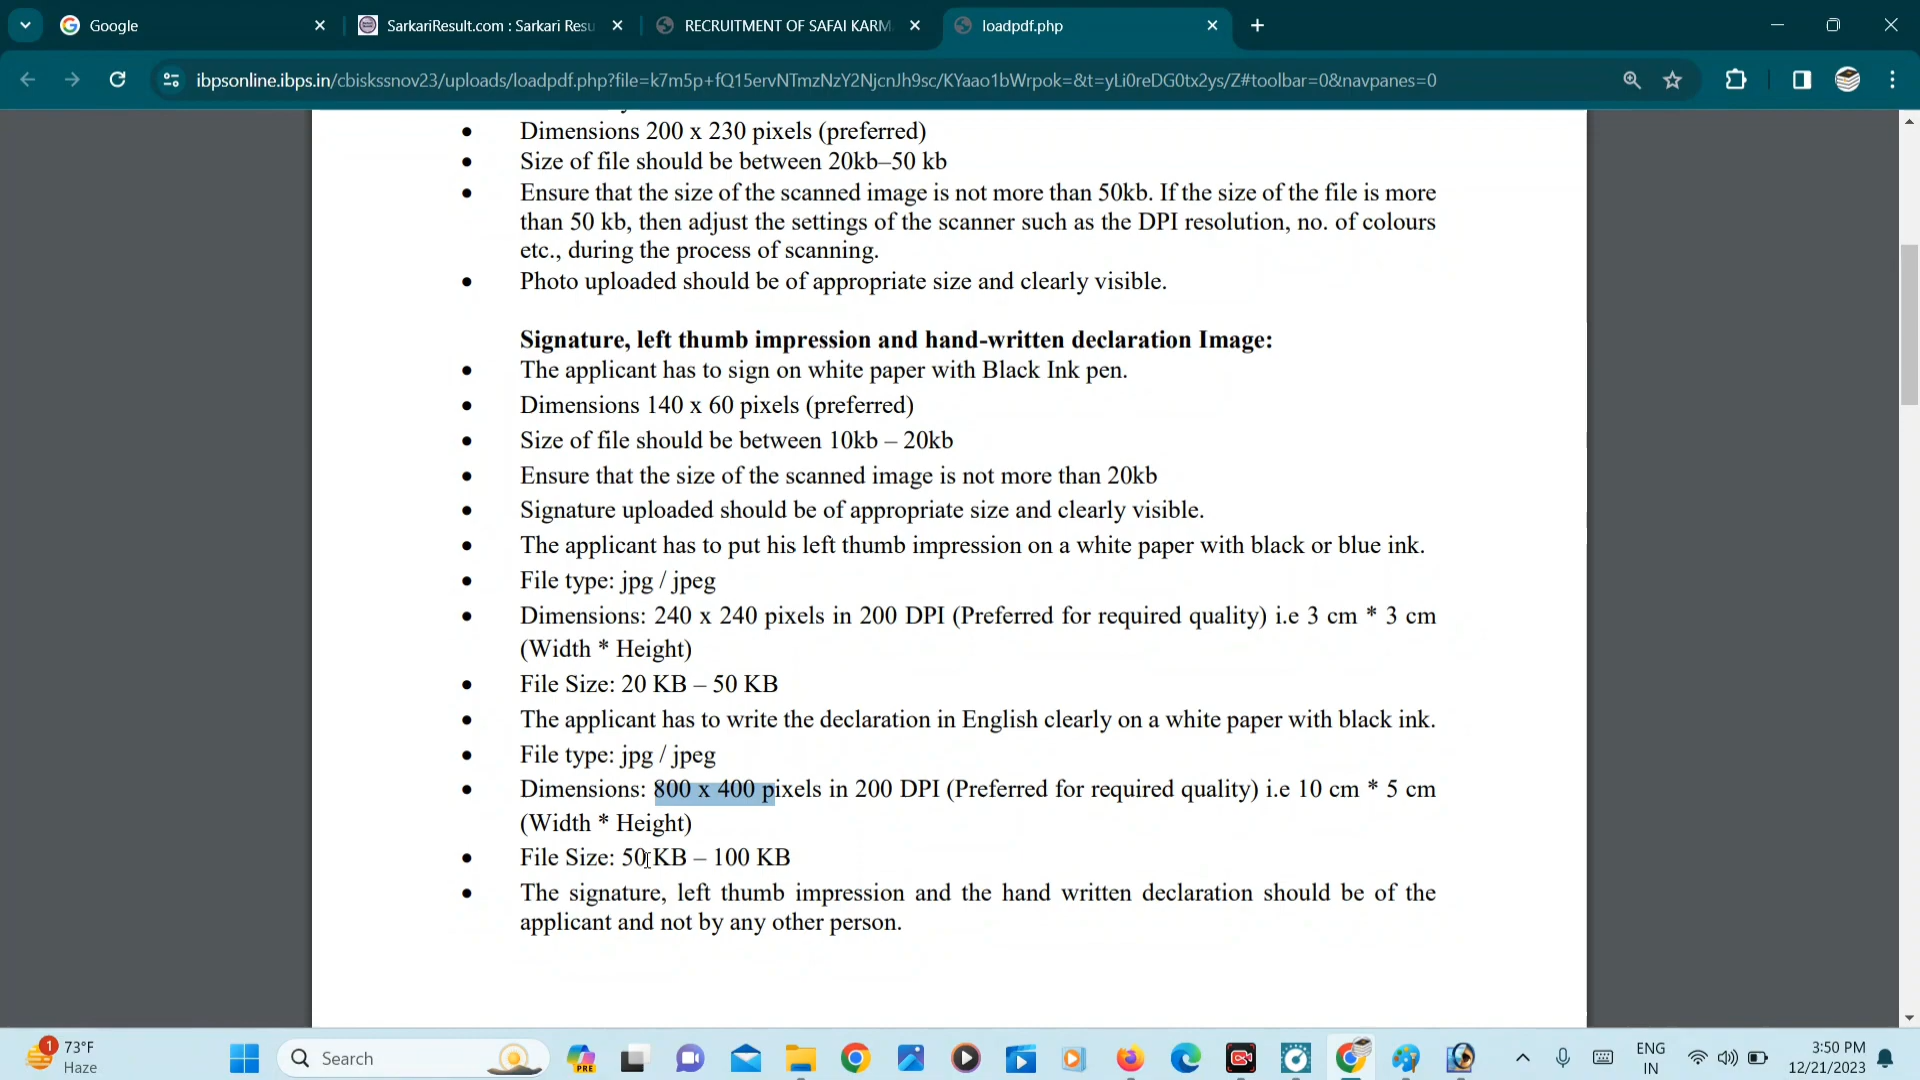 Google
SarkariResult.com : Sarkari Resu
RECRUITMENT OF SAFAI KARM
loadpdf.php
ibpsonline.ibps.in/cbiskssnov23/uploads/loadpdf.php?file=k7m5p+fQ15ervNTmzNzY2NjcnJh9sc/KYaao1bWrpok=&t=yLi0reDG0tx2ys/Z#toolbar=0&navpanes=0
• Dimensions 200 x 230 pixels (preferred)
• Size of file should be between 20kb–50 kb
• Ensure that the size of the scanned image is not more than 50kb. If the size of the file is more
than 50 kb, then adjust the settings of the scanner such as the DPI resolution, no. of colours
etc., during the process of scanning.
• Photo uploaded should be of appropriate size and clearly visible.
Signature, left thumb impression and hand-written declaration Image:
• The applicant has to sign on white paper with Black Ink pen.
• Dimensions 140 x 60 pixels (preferred)
• Size of file should be between 10kb – 20kb
• Ensure that the size of the scanned image is not more than 20kb
• Signature uploaded should be of appropriate size and clearly visible.
• The applicant has to put his left thumb impression on a white paper with black or blue ink.
• File type: jpg / jpeg
• Dimensions: 240 x 240 pixels in 200 DPI (Preferred for required quality) i.e 3 cm * 3 cm
(Width * Height)
• File Size: 20 KB – 50 KB
• The applicant has to write the declaration in English clearly on a white paper with black ink.
• File type: jpg / jpeg
• Dimensions: 800 x 400 pixels in 200 DPI (Preferred for required quality) i.e 10 cm * 5 cm
(Width * Height)
• File Size: 50 KB – 100 KB
• The signature, left thumb impression and the hand written declaration should be of the
applicant and not by any other person.
1
73°F
Haze
Search
PRE
ENG
IN
3:50 PM
12/21/2023